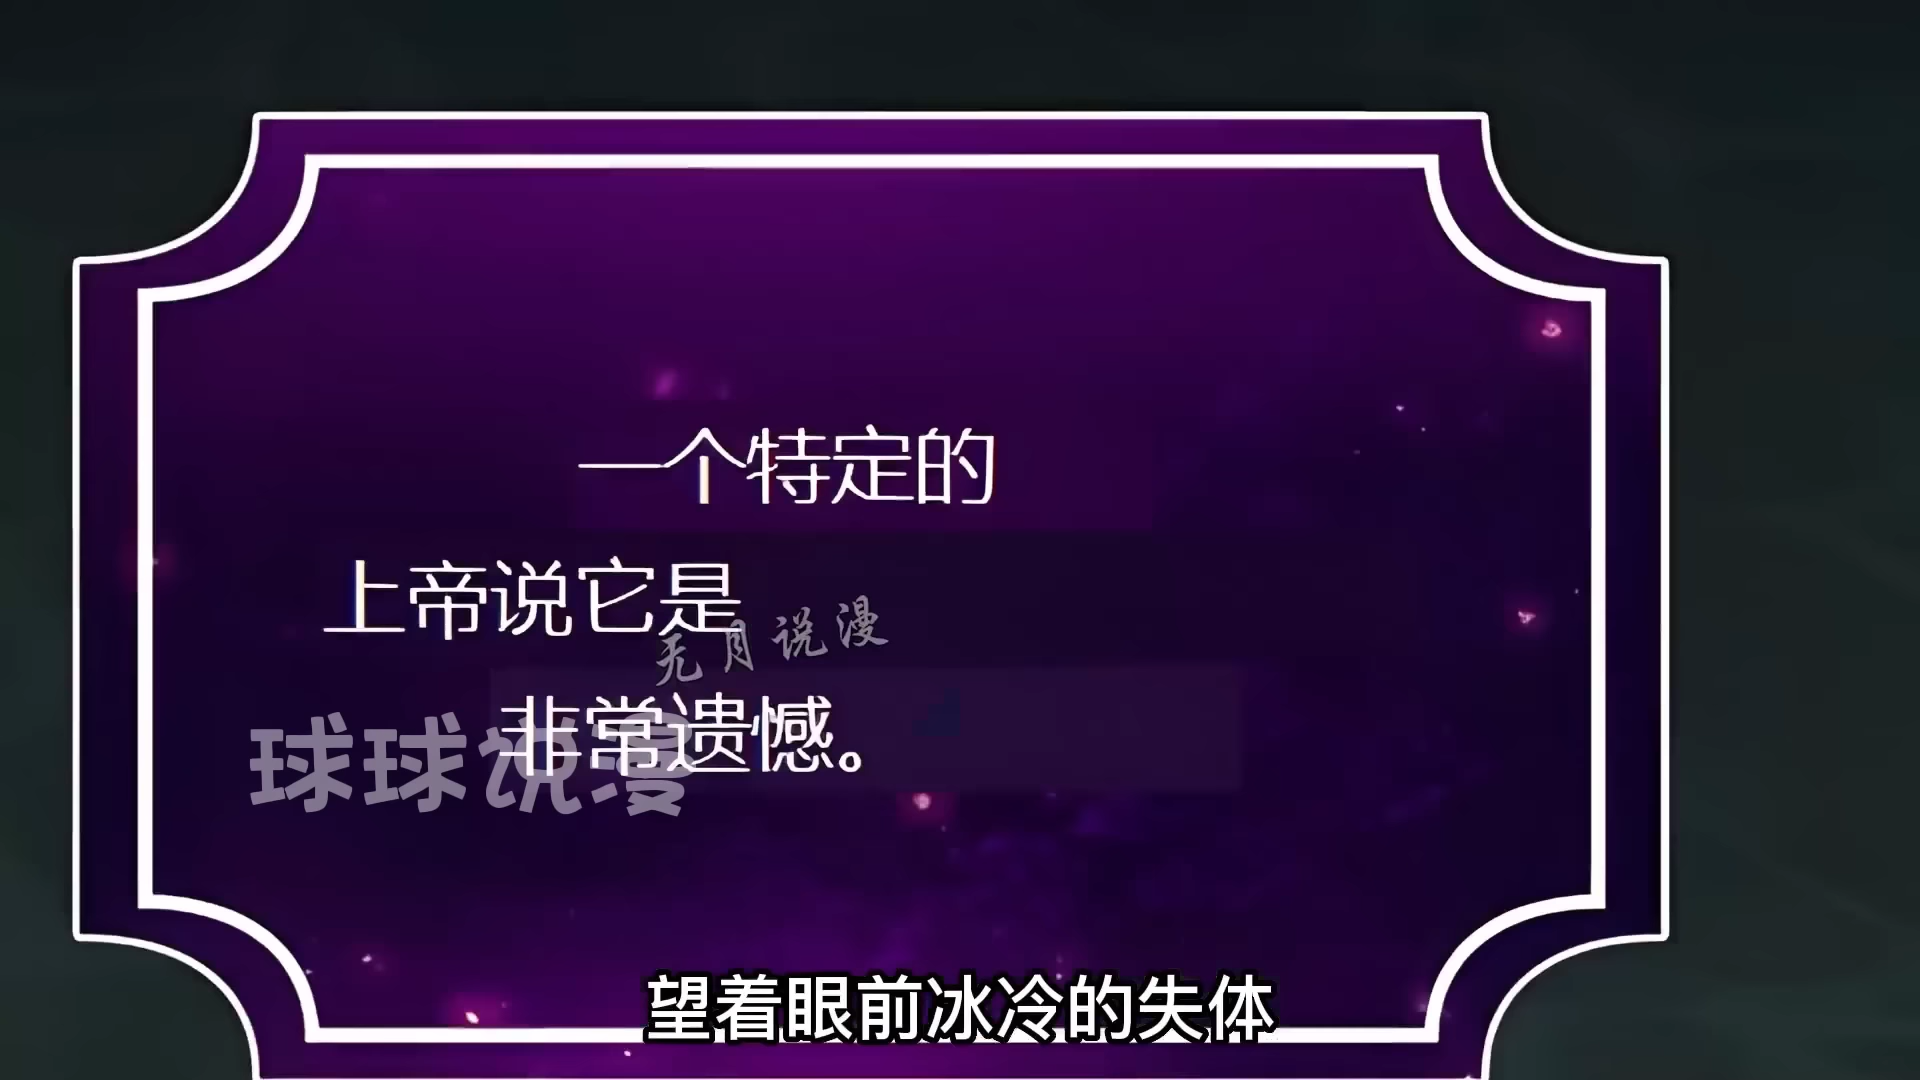 一个特定的
上帝说它是
无月说漫
非常遗憾。
球球说漫
望着眼前冰冷的失体